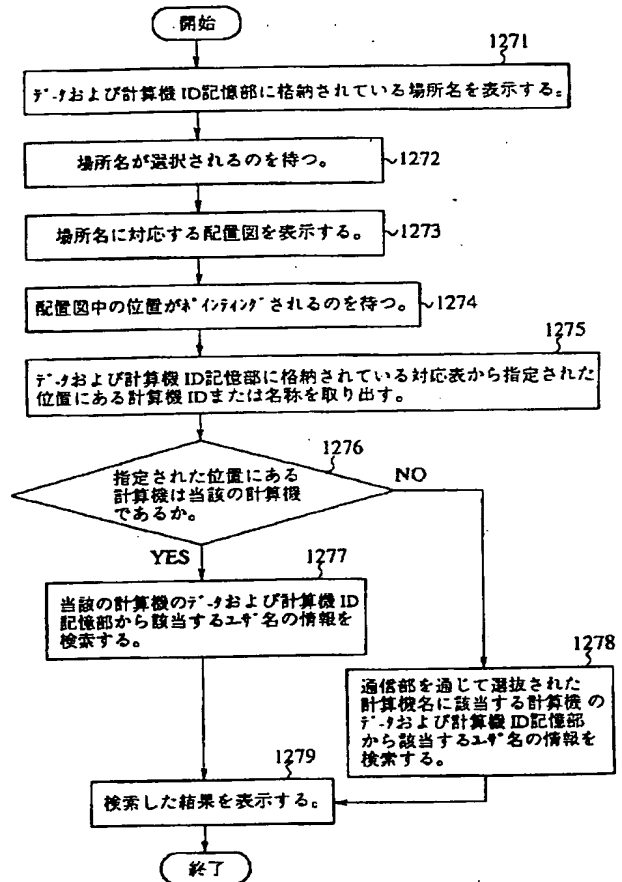 開始
1271
データおよび計算機ID記憶部に格納されている場所名を表示する。
場所名が選択されるのを待つ。
1272
場所名に対応する配置図を表示する。
1273
配置図中の位置がポインティングされるのを待つ。
1274
1275
データおよび計算機ID記憶部に格納されている対応表から指定された
位置にある計算機IDまたは名称を取り出す。
1276
指定された位置にある
計算機は当該の計算機
であるか。
NO
YES
1277
当該の計算機のデータおよび計算機ID
記憶部から該当するユーザ名の情報を
検索する。
1278
通信部を通じて選抜された
計算機名に該当する計算機の
データおよび計算機ID記憶部
から該当するユーザ名の情報を
検索する。
1279
検索した結果を表示する。
終了